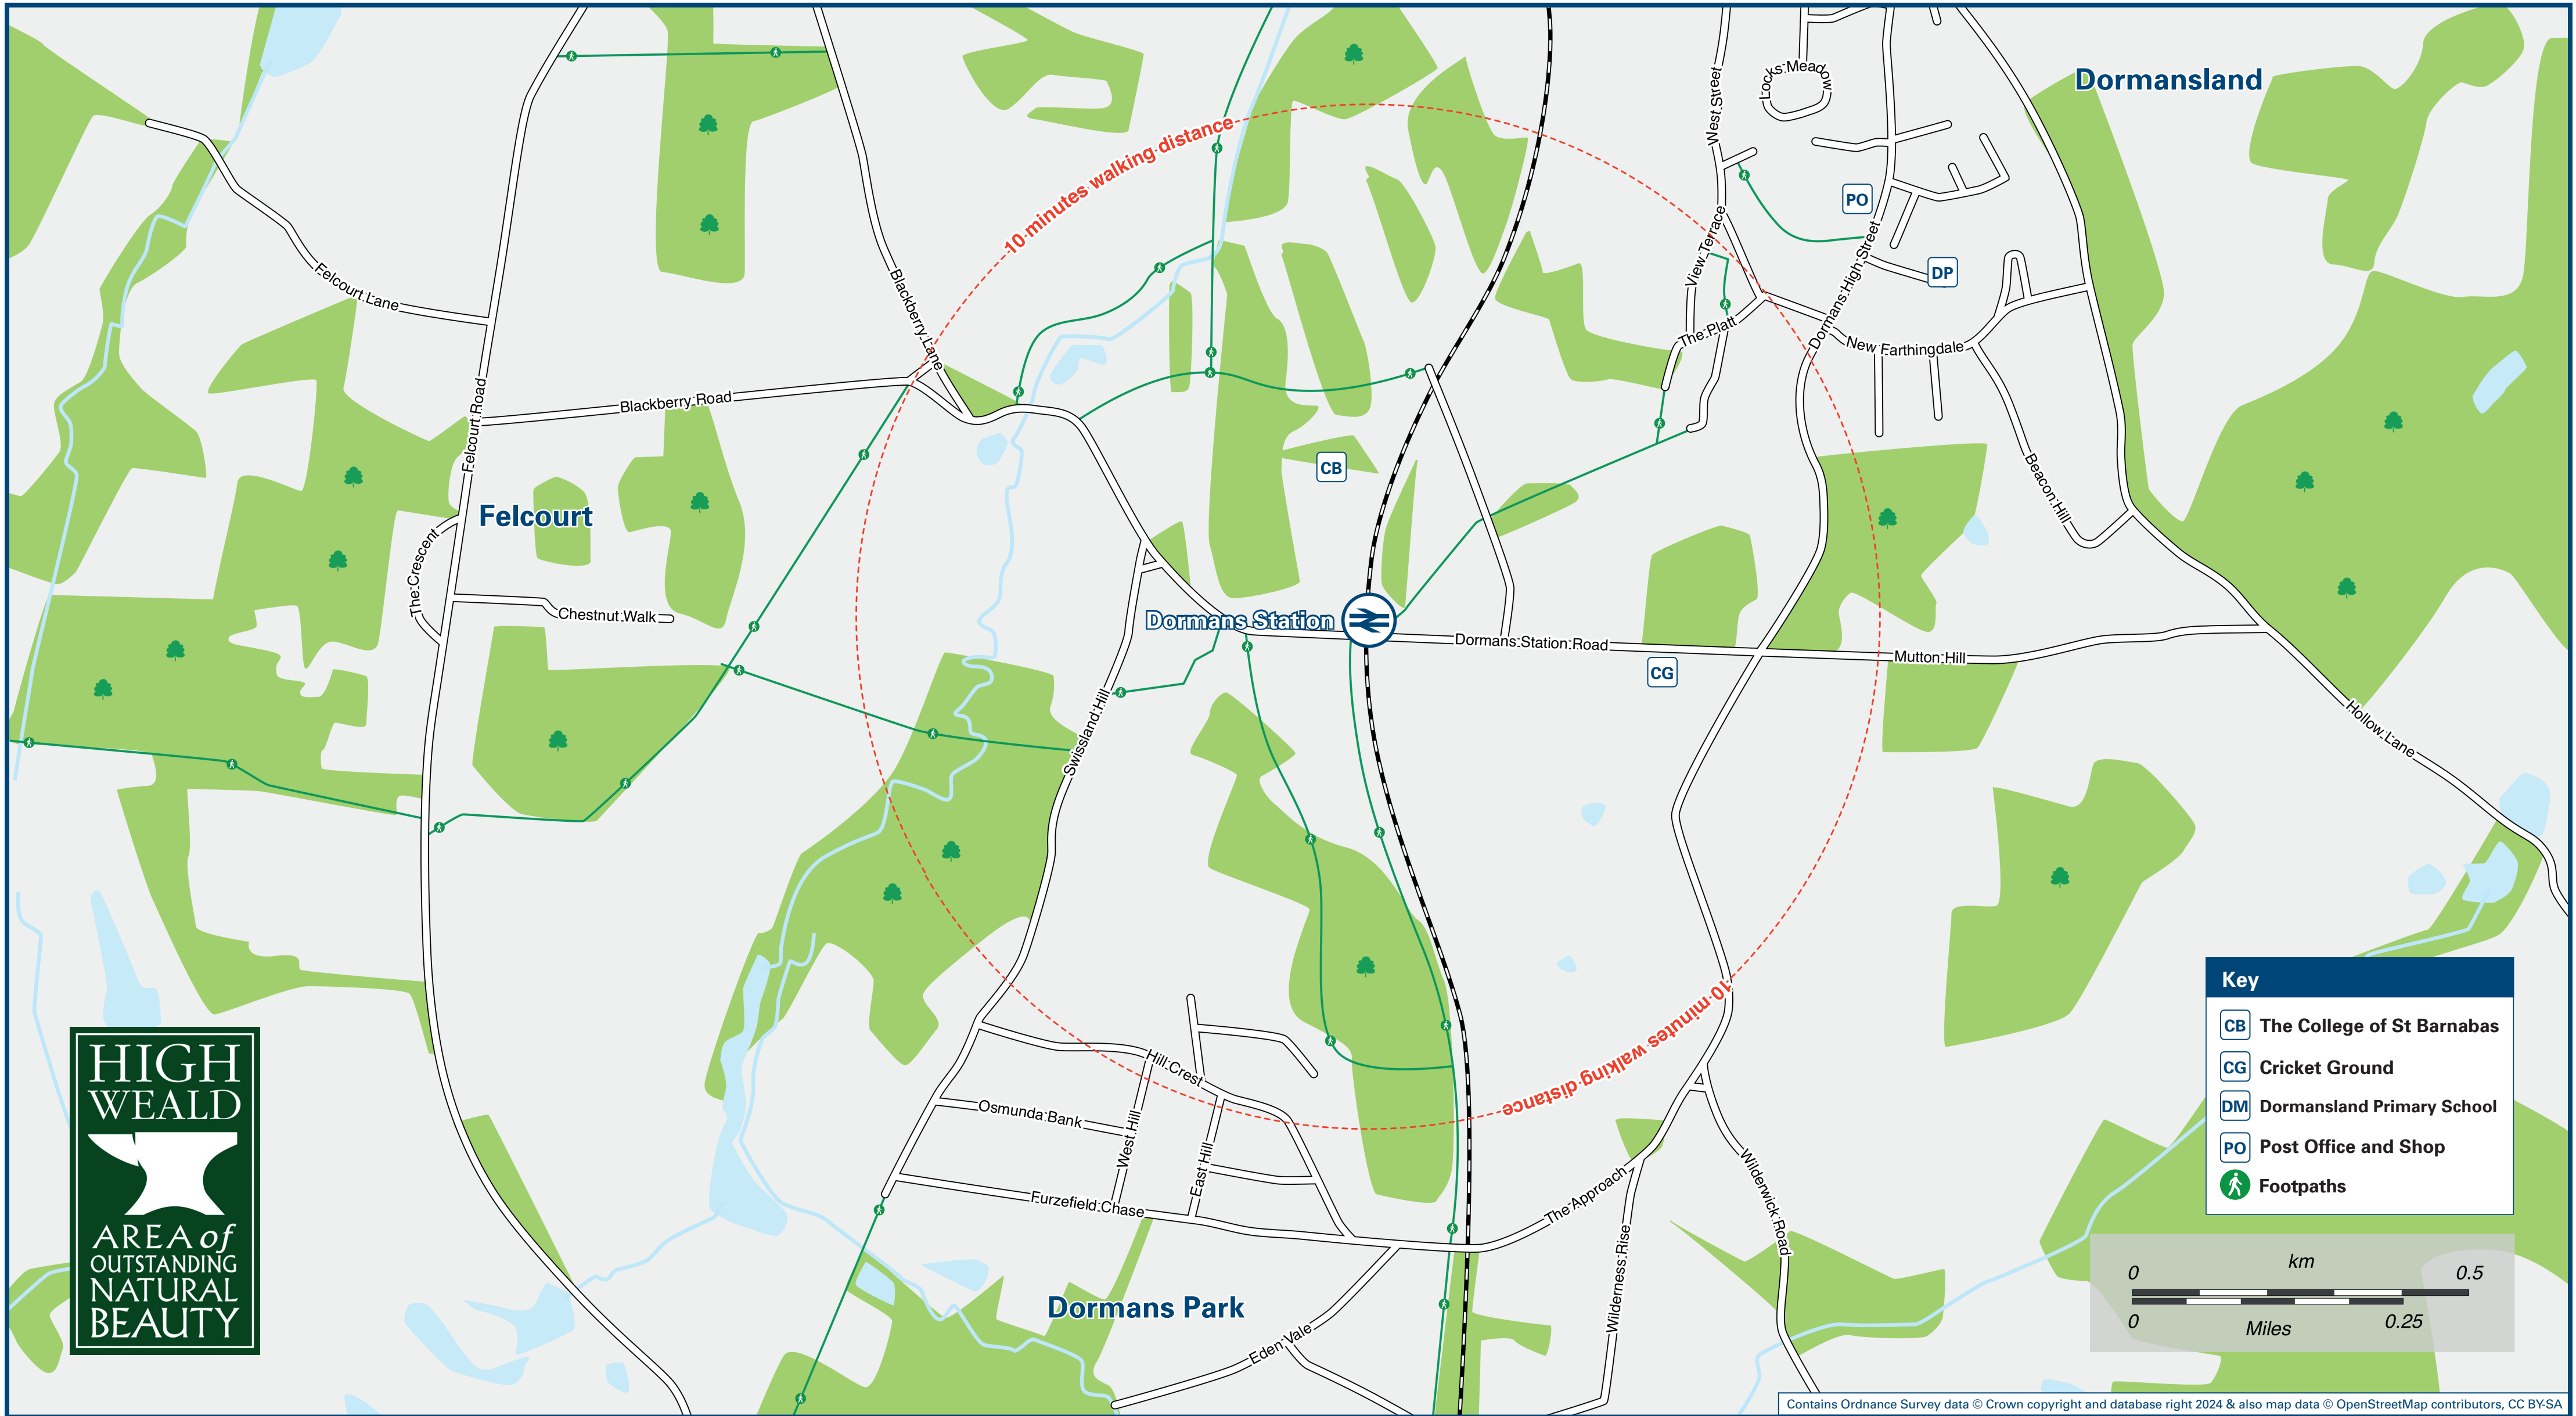 Dormansland
Locks Meadow
West Street
10 minutes walking distance
PO
View Terrace
Dormans High Street
DP
Felcourt Lane
Blackberry Lane
The Platt
New Farthingdale
Blackberry Road
Felcourt Road
CB
Beacon Hill
Felcourt
The Crescent
Chestnut Walk
Dormans Station
Dormans Station Road
Mutton Hill
CG
Swissland Hill
Hollow Lane
10 minutes walking distance
Hill Crest
Osmunda Bank
West Hill
East Hill
Furzefield Chase
The Approach
Wilderwick Road
Wilderness Rise
Dormans Park
Eden Vale
HIGH
WEALD
AREA of
OUTSTANDING
NATURAL
BEAUTY
Key
CB The College of St Barnabas
CG Cricket Ground
DM Dormansland Primary School
PO Post Office and Shop
Footpaths
km
0 0.5
0 0.25
Miles
Contains Ordnance Survey data © Crown copyright and database right 2024 & also map data © OpenStreetMap contributors, CC BY-SA